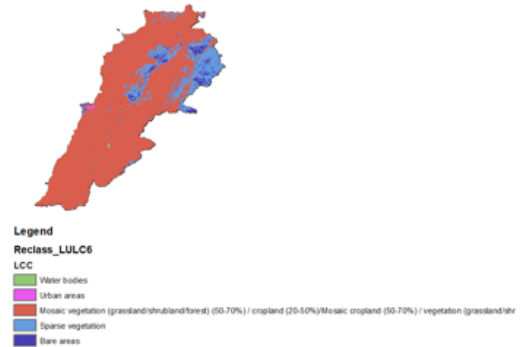 Legend
Reclass_LULC6
LCC
Water bodies
Urban areas
Mosaic vegetation (grassland/shrubland/forest) (50-70%) / cropland (20-50%)/Mosaic cropland (50-70%) / vegetation (grassland/shr
Sparse vegetation
Bare areas